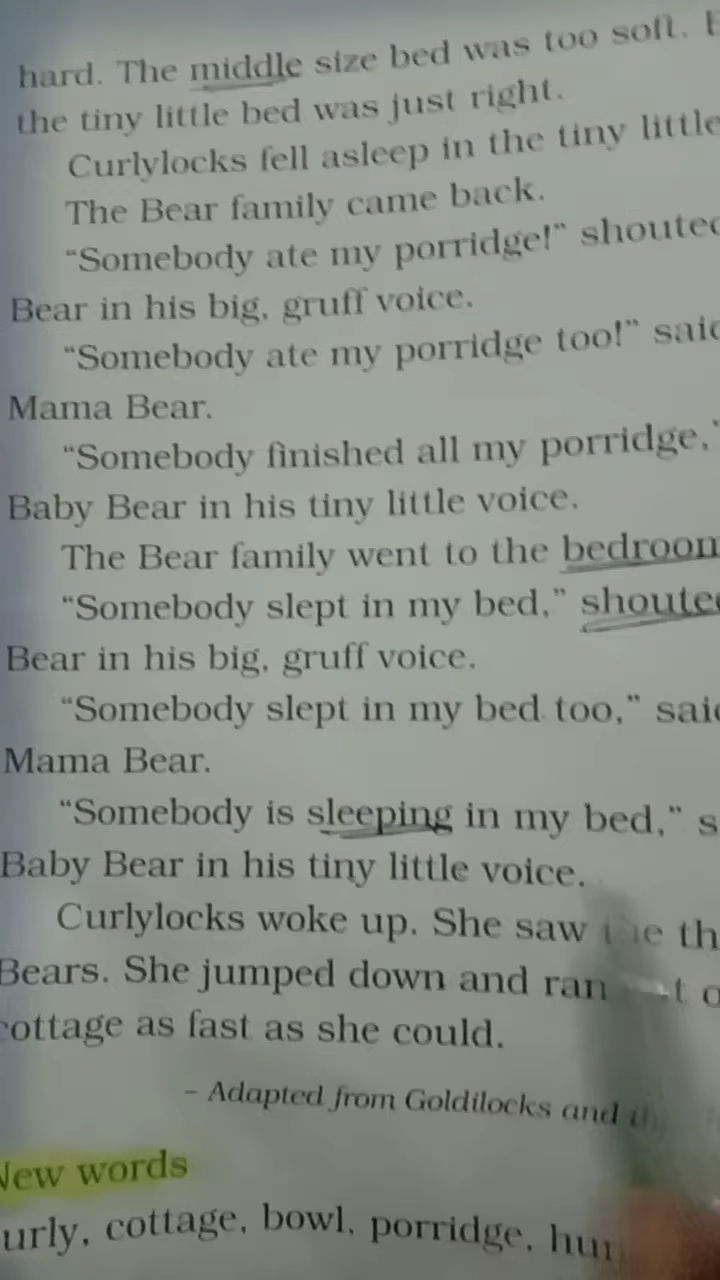 hard. The middle size bed was too soft.
the tiny little bed was just right.
Curlylocks fell asleep in the tiny little
The Bear family came back.
“Somebody ate my porridge!” shouted
Bear in his big, gruff voice.
“Somebody ate my porridge too!” said
Mama Bear.
“Somebody finished all my porridge,”
Baby Bear in his tiny little voice.
The Bear family went to the bedroom
“Somebody slept in my bed,” shouted
Bear in his big, gruff voice.
“Somebody slept in my bed too,” said
Mama Bear.
“Somebody is sleeping in my bed,”
Baby Bear in his tiny little voice.
Curlylocks woke up. She saw the
Bears. She jumped down and ran
cottage as fast as she could.
– Adapted from Goldilocks and
New words
urly, cottage, bowl, porridge,